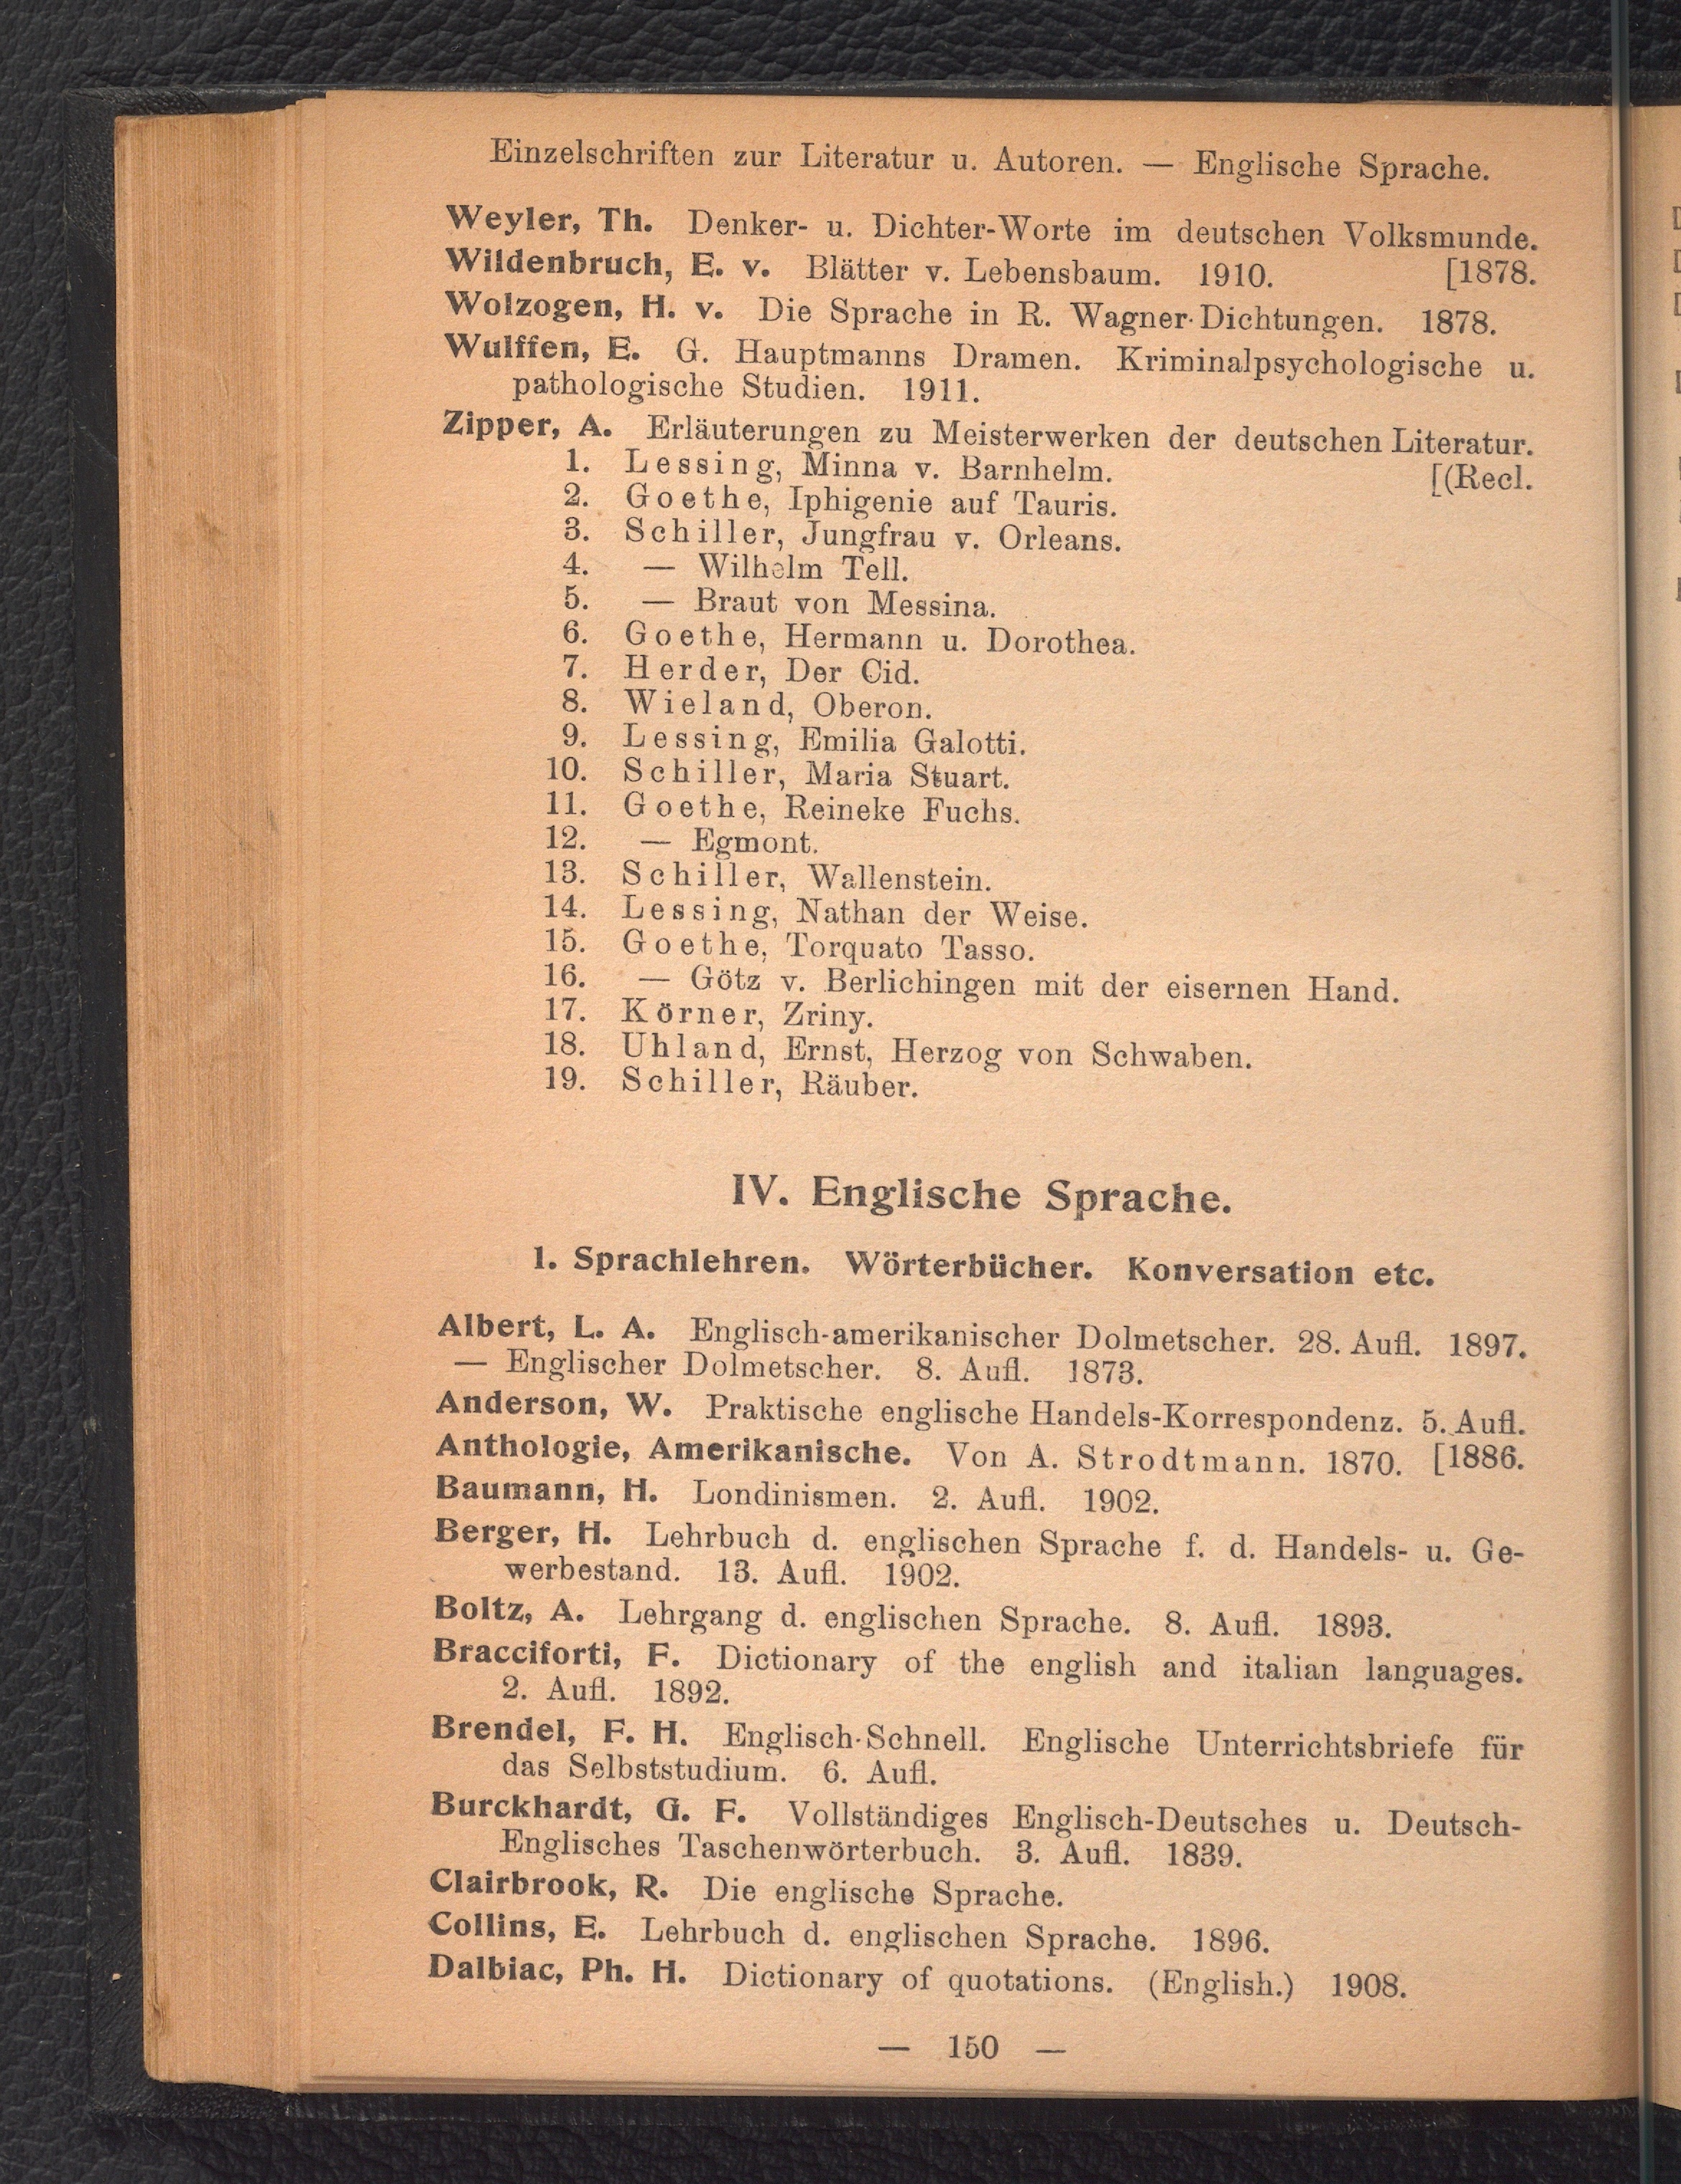 Einzelschriften zur Literatur u. Autoren. — Englische Sprache.
Weyler, Th. Denker- u. Dichter-Worte im deutschen Volksmunde.
Wildenbruch, E. v. Blätter v. Lebensbaum. 1910. [1878.
Wolzogen, H. v. Die Sprache in R. Wagner-Dichtungen. 1878.
Wulffen, E. G. Hauptmanns Dramen. Kriminalpsychologische u.
pathologische Studien. 1911.
Zipper, A. Erläuterungen zu Meisterwerken der deutschen Literatur.
1. Lessing, Minna v. Barnhelm. [(Recl.
2. Goethe, Iphigenie auf Tauris.
3. Schiller, Jungfrau v. Orleans.
4. — Wilhelm Tell.
5. — Braut von Messina.
6. Goethe, Hermann u. Dorothea.
7. Herder, Der Cid.
8. Wieland, Oberon.
9. Lessing, Emilia Galotti.
10. Schiller, Maria Stuart.
11. Goethe, Reineke Fuchs.
12. — Egmont.
13. Schiller, Wallenstein.
14. Lessing, Nathan der Weise.
15. Goethe, Torquato Tasso.
16. — Götz v. Berlichingen mit der eisernen Hand.
17. Körner, Zriny.
18. Uhland, Ernst, Herzog von Schwaben.
19. Schiller, Räuber.
IV. Englische Sprache.
1. Sprachlehren. Wörterbücher. Konversation etc.
Albert, L. A. Englisch-amerikanischer Dolmetscher. 28. Aufl. 1897.
— Englischer Dolmetscher. 8. Aufl. 1873.
Anderson, W. Praktische englische Handels-Korrespondenz. 5. Aufl.
Anthologie, Amerikanische. Von A. Strodtmann. 1870. [1886.
Baumann, H. Londinismen. 2. Aufl. 1902.
Berger, H. Lehrbuch d. englischen Sprache f. d. Handels- u. Ge-
werbestand. 13. Aufl. 1902.
Boltz, A. Lehrgang d. englischen Sprache. 8. Aufl. 1893.
Bracciforti, F. Dictionary of the english and italian languages.
2. Aufl. 1892.
Brendel, F. H. Englisch-Schnell. Englische Unterrichtsbriefe für
das Selbststudium. 6. Aufl.
Burckhardt, G. F. Vollständiges Englisch-Deutsches u. Deutsch-
Englisches Taschenwörterbuch. 3. Aufl. 1839.
Clairbrook, R. Die englische Sprache.
Collins, E. Lehrbuch d. englischen Sprache. 1896.
Dalbiac, Ph. H. Dictionary of quotations. (English.) 1908.
— 150 —